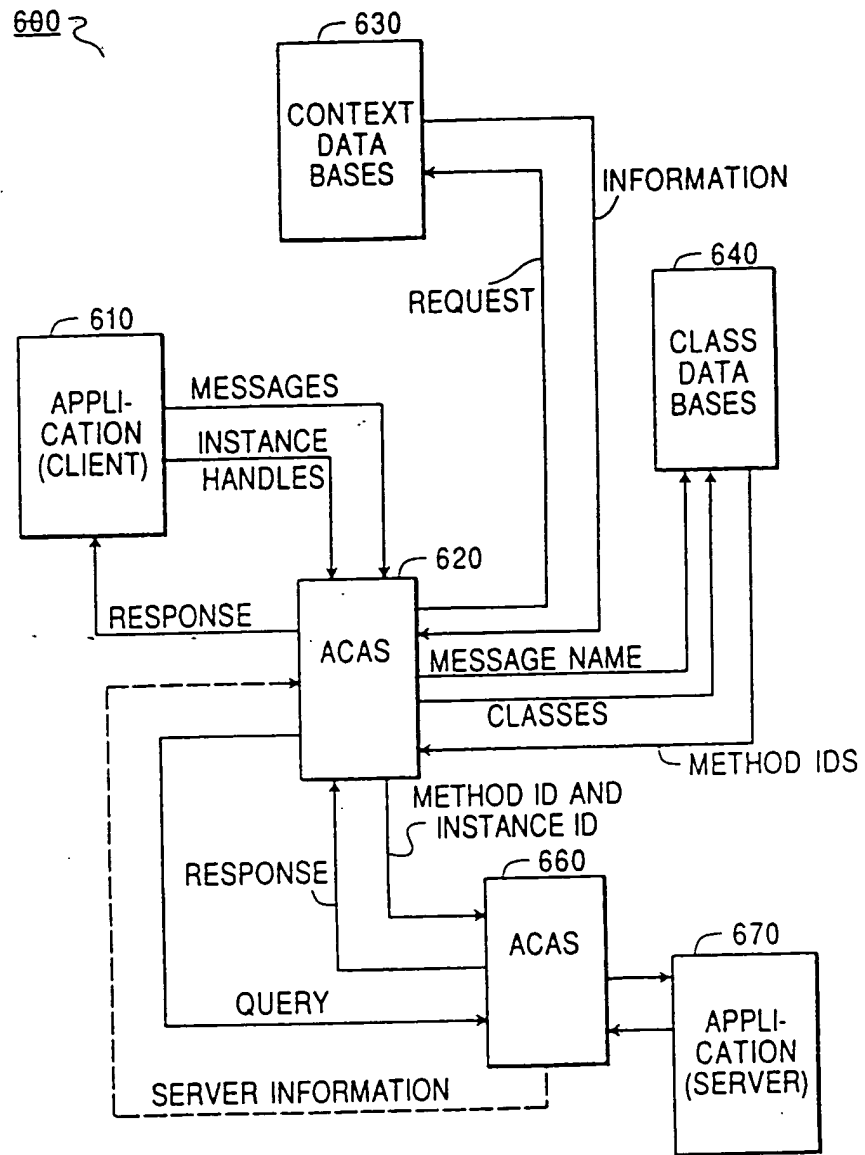 600
630
CONTEXT
DATA
BASES
INFORMATION
640
REQUEST
CLASS
DATA
BASES
610
APPLI-
CATION
(CLIENT)
MESSAGES
INSTANCE
HANDLES
620
RESPONSE
ACAS
MESSAGE NAME
CLASSES
METHOD IDS
METHOD ID AND
INSTANCE ID
RESPONSE
660
ACAS
670
QUERY
APPLI-
CATION
(SERVER)
SERVER INFORMATION